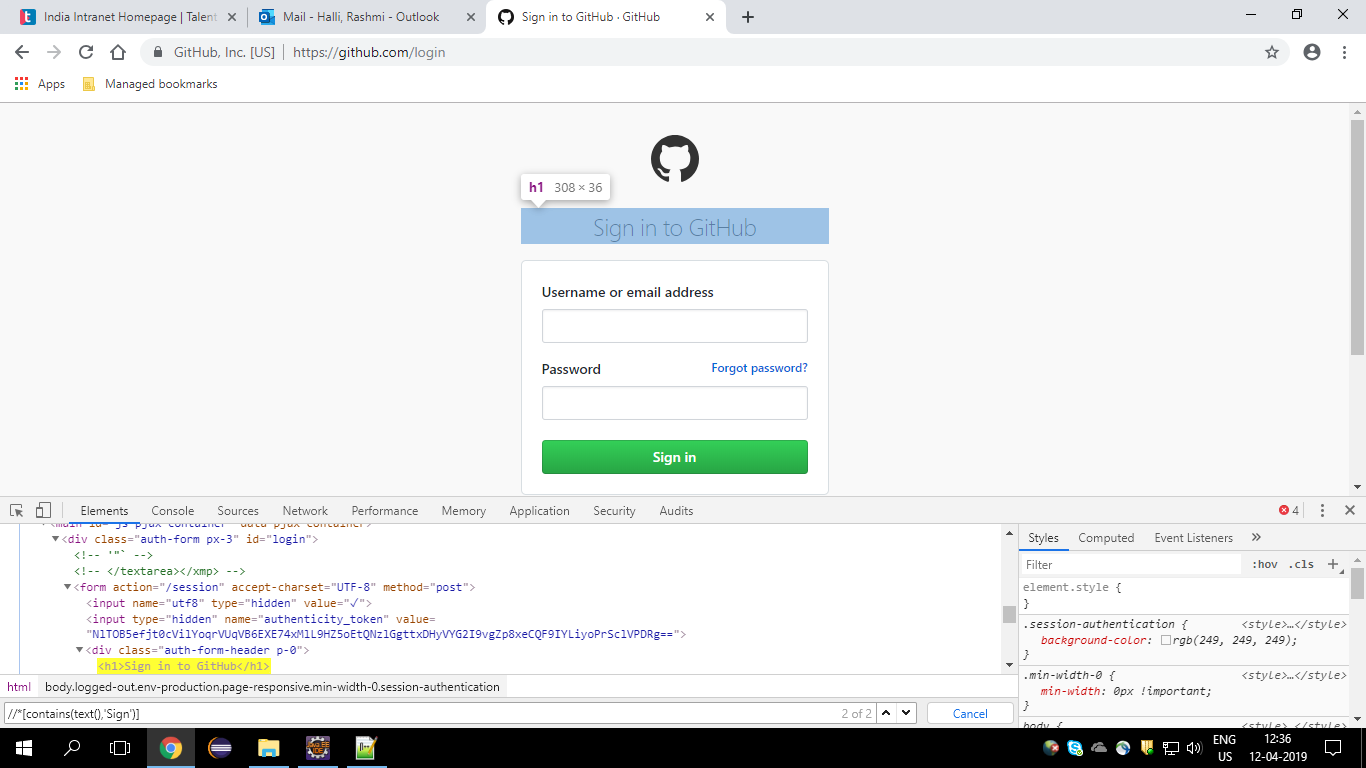 India Intranet Homepage | Talent
Mail - Halli, Rashmi - Outlook
Sign in to GitHub · GitHub
GitHub, Inc. [US] | https://github.com/login
Apps
Managed bookmarks
h1 308 × 36
Sign in to GitHub
Username or email address
Password
Forgot password?
Sign in
Elements Console Sources Network Performance Memory Application Security Audits
4
<div class="auth-form px-3" id="login">
<!-- '"` -->
<!-- </textarea></xmp> -->
<form action="/session" accept-charset="UTF-8" method="post">
<input name="utf8" type="hidden" value="✓">
<input type="hidden" name="authenticity_token" value=
<div class="auth-form-header p-0">
<h1>Sign in to GitHub</h1>
html body.logged-out.env-production.page-responsive.min-width-0.session-authentication
//*[contains(text(),'Sign')]
2 of 2
Cancel
Styles Computed Event Listeners »
Filter
:hov .cls +
element.style {
}
.session-authentication { <style>…</style>
background-color: rgb(249, 249, 249);
}
.min-width-0 { <style>…</style>
min-width: 0px !important;
}
body { <style>…</style>
ENG
US
12:36
12-04-2019